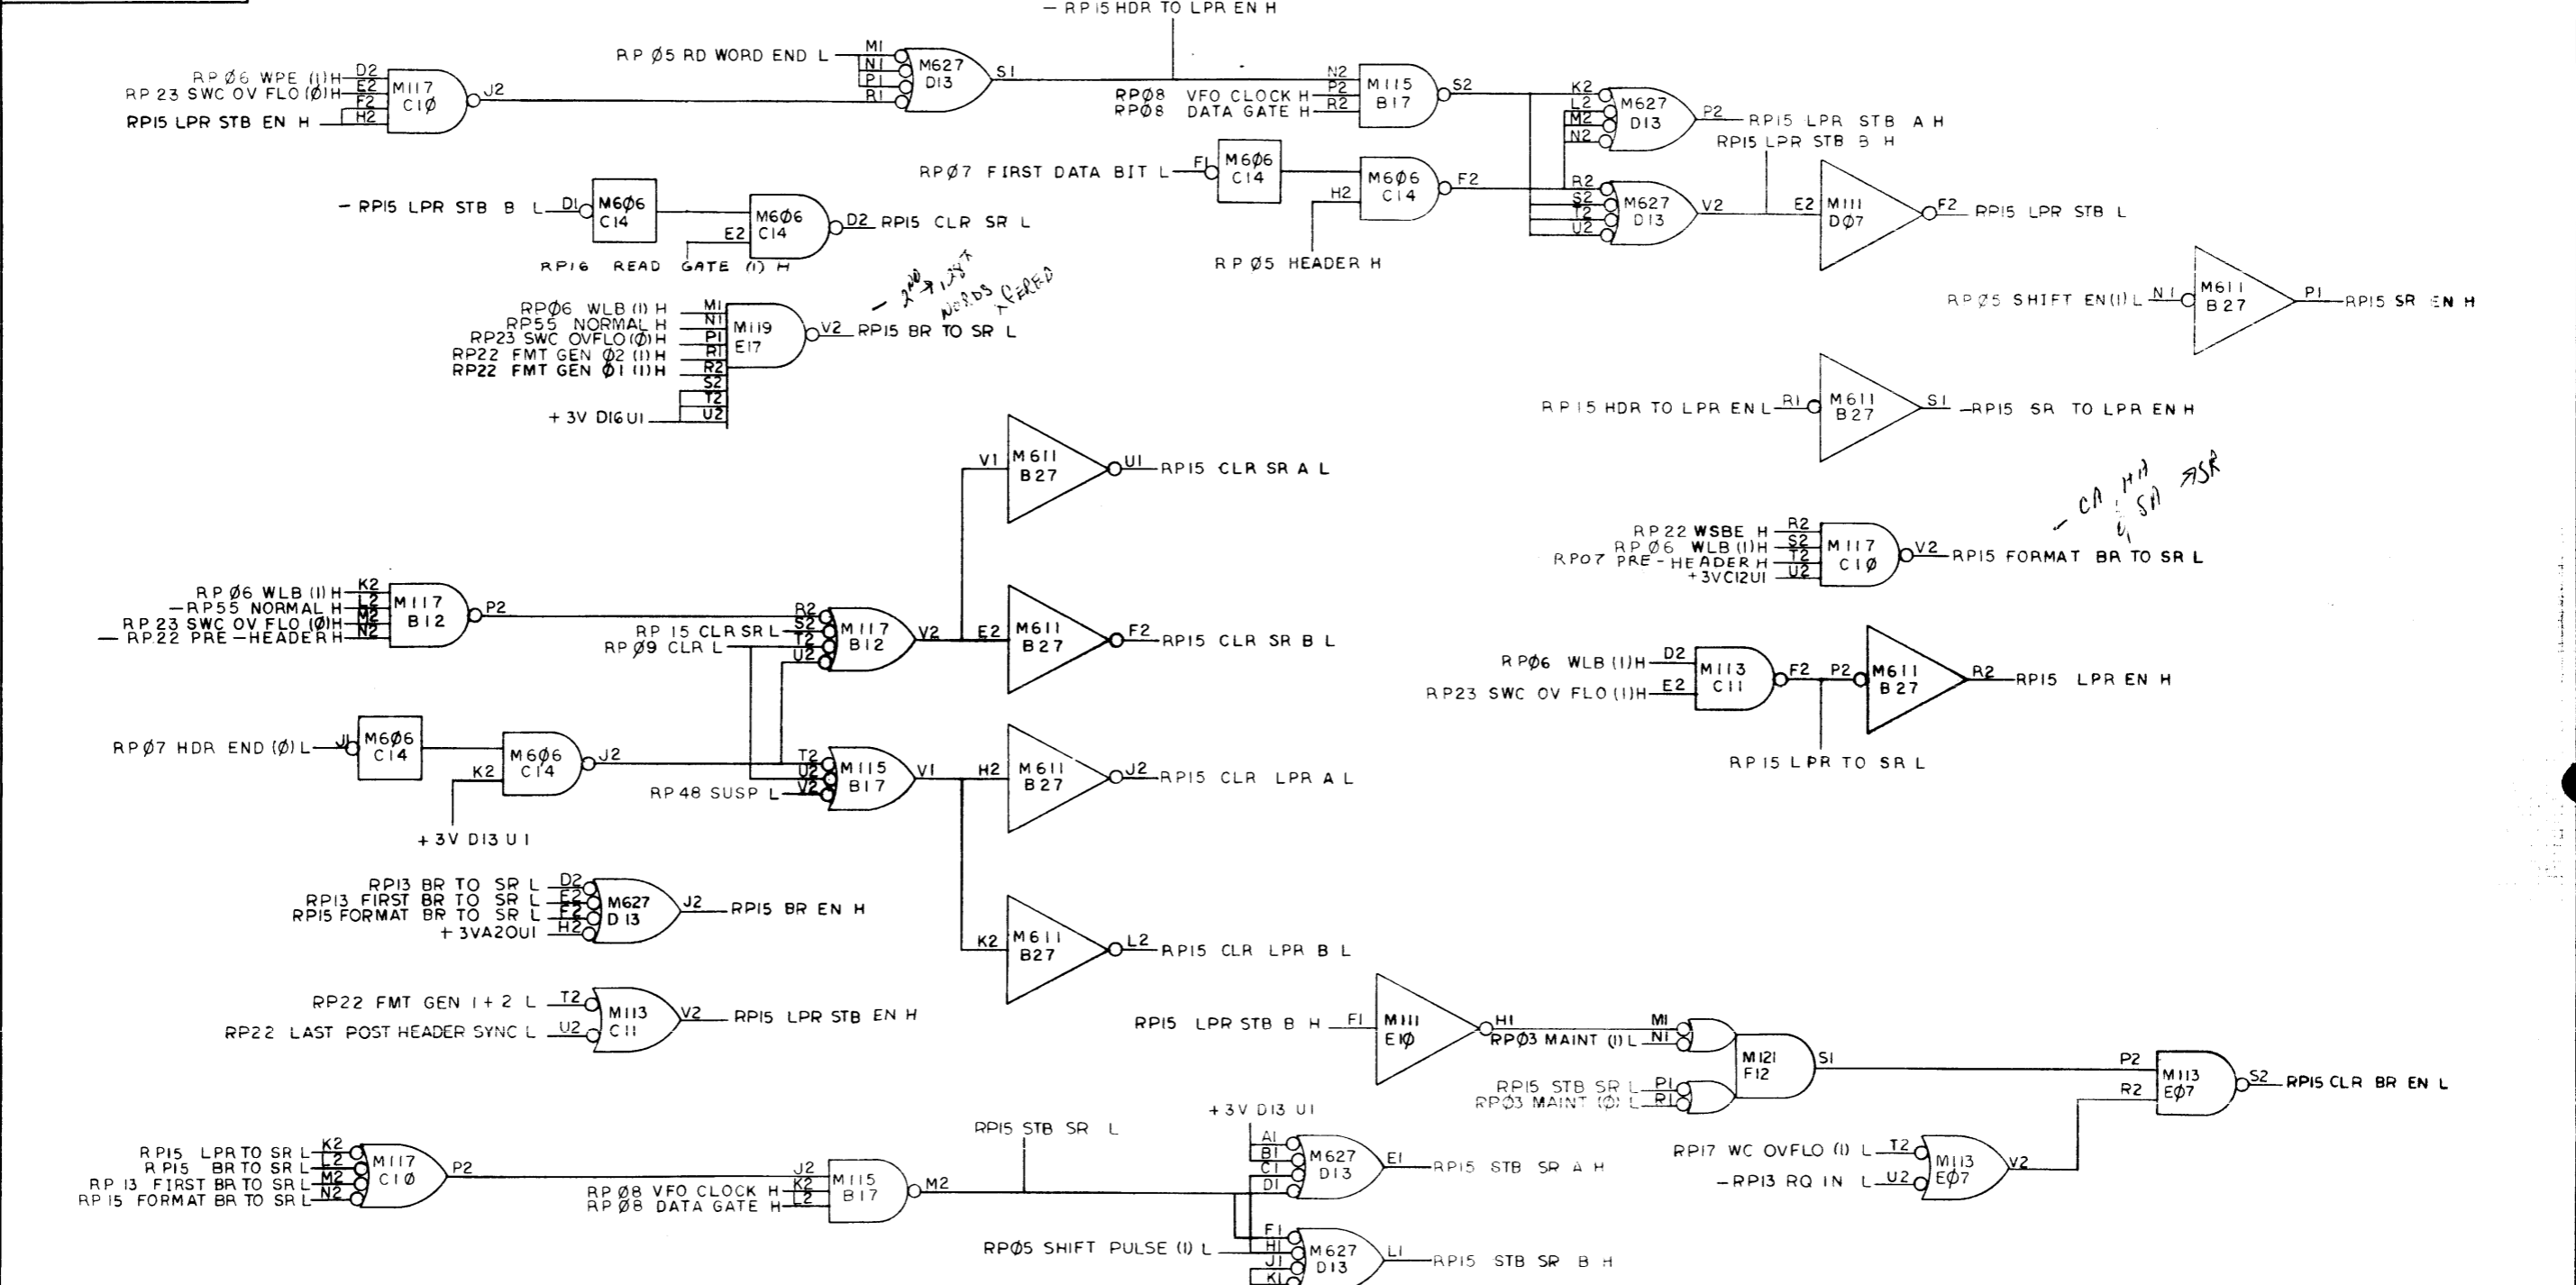 — RP15 HDR TO LPR EN H
RP Ø5 RD WORD END L
M1
N1
P1
R1
M627
D13
S1
RP Ø6 WPE (1)H
RP 23 SWC OV FLO (Ø)H
RP15 LPR STB EN H
D2
E2
F2
H2
M117
C1Ø
J2
RPØ8 VFO CLOCK H
RPØ8 DATA GATE H
N2
P2
R2
M115
B17
S2
K2
L2
M2
N2
M627
D13
P2
RP15 LPR STB A H
RP15 LPR STB B H
RPØ7 FIRST DATA BIT L
F1
M6Ø6
C14
H2
M6Ø6
C14
F2
RP Ø5 HEADER H
R2
S2
T2
U2
M627
D13
V2
E2
M111
DØ7
F2
RP15 LPR STB L
— RP15 LPR STB B L
D1
M6Ø6
C14
M6Ø6
C14
E2
D2
RP15 CLR SR L
RP16 READ GATE (1) H
RPØ5 SHIFT EN(1) L
N1
M611
B27
P1
RP15 SR EN H
— 2ND → 128*
WORDS XFERED
RPØ6 WLB (1) H
RP55 NORMAL H
RP23 SWC OVFLO (Ø) H
RP22 FMT GEN Ø2 (1) H
RP22 FMT GEN Ø1 (1) H
+ 3V D16U1
M1
N1
P1
R1
R2
S2
T2
U2
M119
E17
V2
RP15 BR TO SR L
RP15 HDR TO LPR EN L
R1
M611
B27
S1
—RP15 SR TO LPR EN H
V1
M611
B27
U1
RP15 CLR SR A L
— CA HA SA →SR
RP22 WSBE H
RPØ6 WLB (1)H
RPO7 PRE-HEADER H
+3VC12U1
R2
S2
T2
U2
M117
C1Ø
V2
RP15 FORMAT BR TO SR L
RPØ6 WLB (1) H
—RP55 NORMAL H
RP 23 SWC OV FLO (Ø)H
— RP22 PRE-HEADER H
K2
L2
M2
N2
M117
B12
P2
RP 15 CLR SR L
RP Ø9 CLR L
R2
S2
T2
U2
M117
B12
V2
E2
M611
B27
F2
RP15 CLR SR B L
RPØ6 WLB (1)H
RP23 SWC OV FLO (1)H
D2
E2
M113
C11
F2
P2
M611
B27
R2
RP15 LPR EN H
RP15 LPR TO SR L
RPØ7 HDR END (Ø) L
J1
M6Ø6
C14
K2
M6Ø6
C14
J2
+ 3V D13 U1
RP 48 SUSP L
T2
U2
V2
M115
B17
V1
H2
M611
B27
J2
RP15 CLR LPR A L
RP13 BR TO SR L
RP13 FIRST BR TO SR L
RP15 FORMAT BR TO SR L
+ 3VA2OU1
D2
E2
F2
H2
M627
D13
J2
RP15 BR EN H
K2
M611
B27
L2
RP15 CLR LPR B L
RP22 FMT GEN 1 + 2 L
RP22 LAST POST HEADER SYNC L
T2
U2
M113
C11
V2
RP15 LPR STB EN H
RP15 LPR STB B H
F1
M111
E1Ø
H1
RPØ3 MAINT (1) L
M1
N1
RP15 STB SR L
RPØ3 MAINT (Ø) L
P1
R1
M121
F12
S1
P2
R2
M113
EØ7
S2
RP15 CLR BR EN L
RP17 WC OVFLO (1) L
—RP13 RQ IN L
T2
U2
M113
EØ7
V2
RP15 LPR TO SR L
RP15 BR TO SR L
RP 13 FIRST BR TO SR L
RP 15 FORMAT BR TO SR L
K2
L2
M2
N2
M117
C1Ø
P2
RP Ø8 VFO CLOCK H
RP Ø8 DATA GATE H
J2
K2
L2
M115
B17
M2
RP15 STB SR L
+ 3V D13 U1
A1
B1
C1
D1
M627
D13
E1
RP15 STB SR A H
RPØ5 SHIFT PULSE (1) L
F1
H1
J1
K1
M627
D13
L1
RP15 STB SR B H